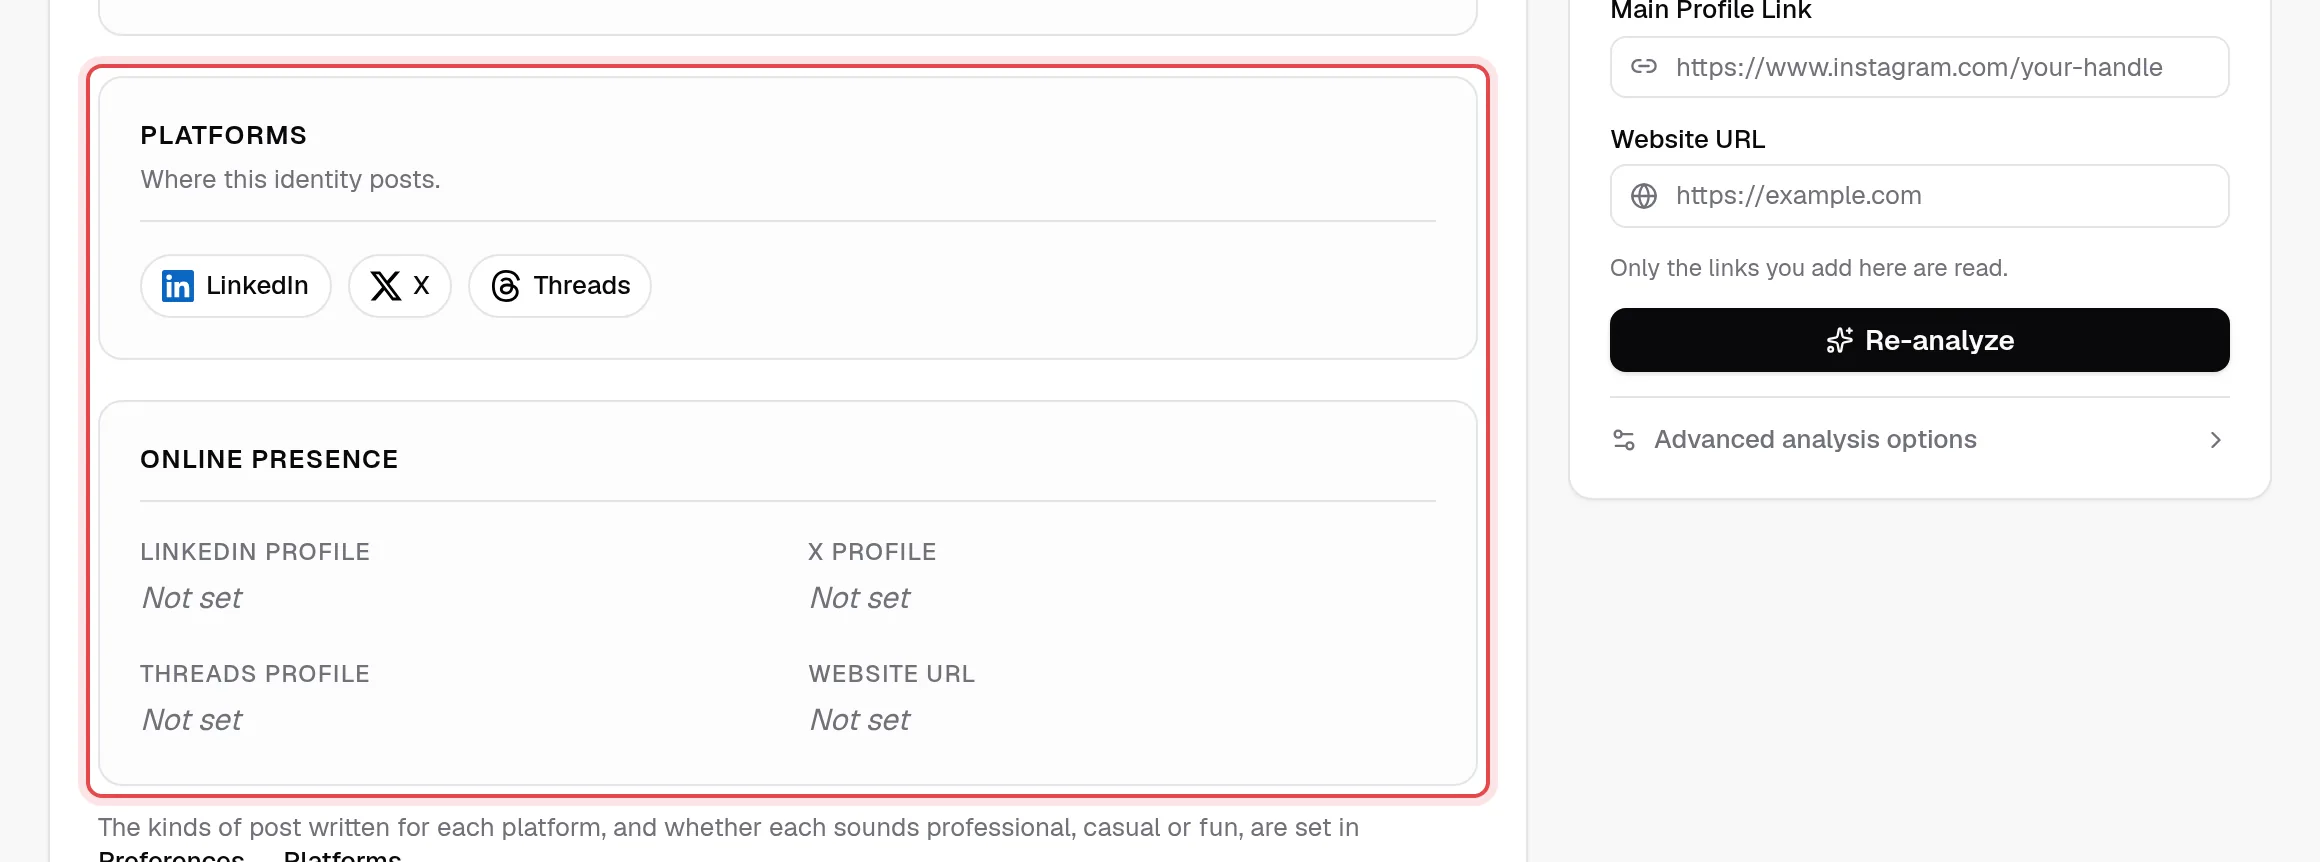 PLATFORMS
Where this identity posts.
LinkedIn
X
Threads
ONLINE PRESENCE
LINKEDIN PROFILE
Not set
X PROFILE
Not set
THREADS PROFILE
Not set
WEBSITE URL
Not set
The kinds of post written for each platform, and whether each sounds professional, casual or fun, are set in
Preferences Platforms
Main Profile Link
https://www.instagram.com/your-handle
Website URL
https://example.com
Only the links you add here are read.
Re-analyze
Advanced analysis options